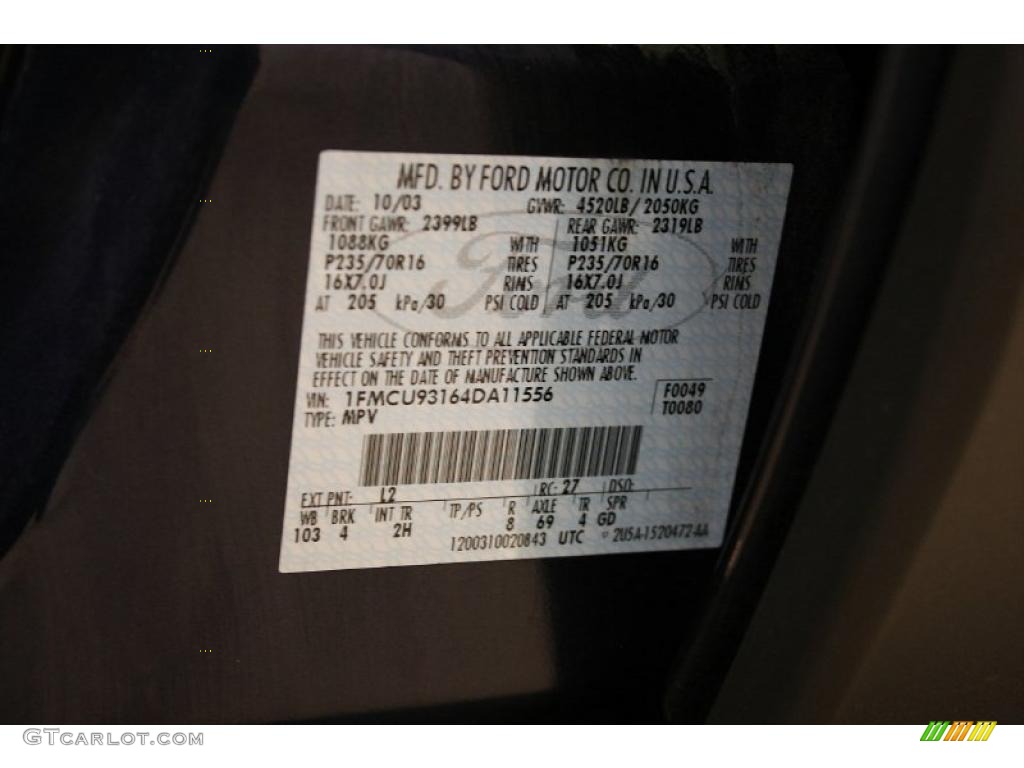 MFD. BY FORD MOTOR CO. IN U.S.A.
DATE: 10/03 GVWR: 4520LB/ 2050KG
FRONT GAWR: 2399LB REAR GAWR: 2319LB
1088KG WITH 1051KG WITH
P235/70R16 TIRES P235/70R16 TIRES
16X7.0J RIMS 16X7.0J RIMS
AT 205 kPa/30 PSI COLD AT 205 kPa/30 PSI COLD
Ford
THIS VEHICLE CONFORMS TO ALL APPLICABLE FEDERAL MOTOR
VEHICLE SAFETY AND THEFT PREVENTION STANDARDS IN
EFFECT ON THE DATE OF MANUFACTURE SHOWN ABOVE.
VIN: 1FMCU93164DA11556 F0049
TYPE: MPV T0080
EXT PNT: L2 RC: 27 DSO:
WB BRK INT TR TP/PS R AXLE TR SPR
103 4 2H 8 69 4 GD
1200310020843 UTC 2U5A-1520472-AA
GTCARLOT.COM